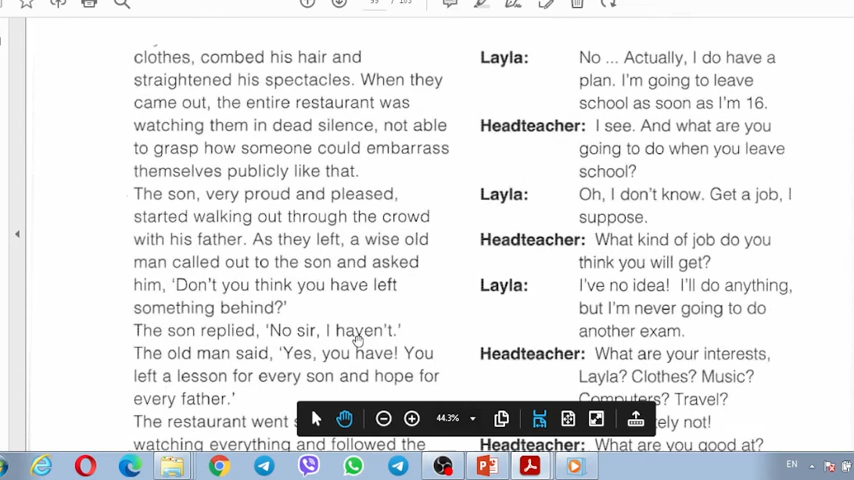 99 / 103
clothes, combed his hair and
straightened his spectacles. When they
came out, the entire restaurant was
watching them in dead silence, not able
to grasp how someone could embarrass
themselves publicly like that.
The son, very proud and pleased,
started walking out through the crowd
with his father. As they left, a wise old
man called out to the son and asked
him, ‘Don't you think you have left
something behind?’
The son replied, ‘No sir, I haven't.’
The old man said, ‘Yes, you have! You
left a lesson for every son and hope for
every father.’
The restaurant went
watching everything and followed the
Layla: No ... Actually, I do have a
plan. I'm going to leave
school as soon as I'm 16.
Headteacher: I see. And what are you
going to do when you leave
school?
Layla: Oh, I don't know. Get a job, I
suppose.
Headteacher: What kind of job do you
think you will get?
Layla: I've no idea! I'll do anything,
but I'm never going to do
another exam.
Headteacher: What are your interests,
Layla? Clothes? Music?
Computers? Travel?
not!
Headteacher: What are you good at?
44.3%
EN